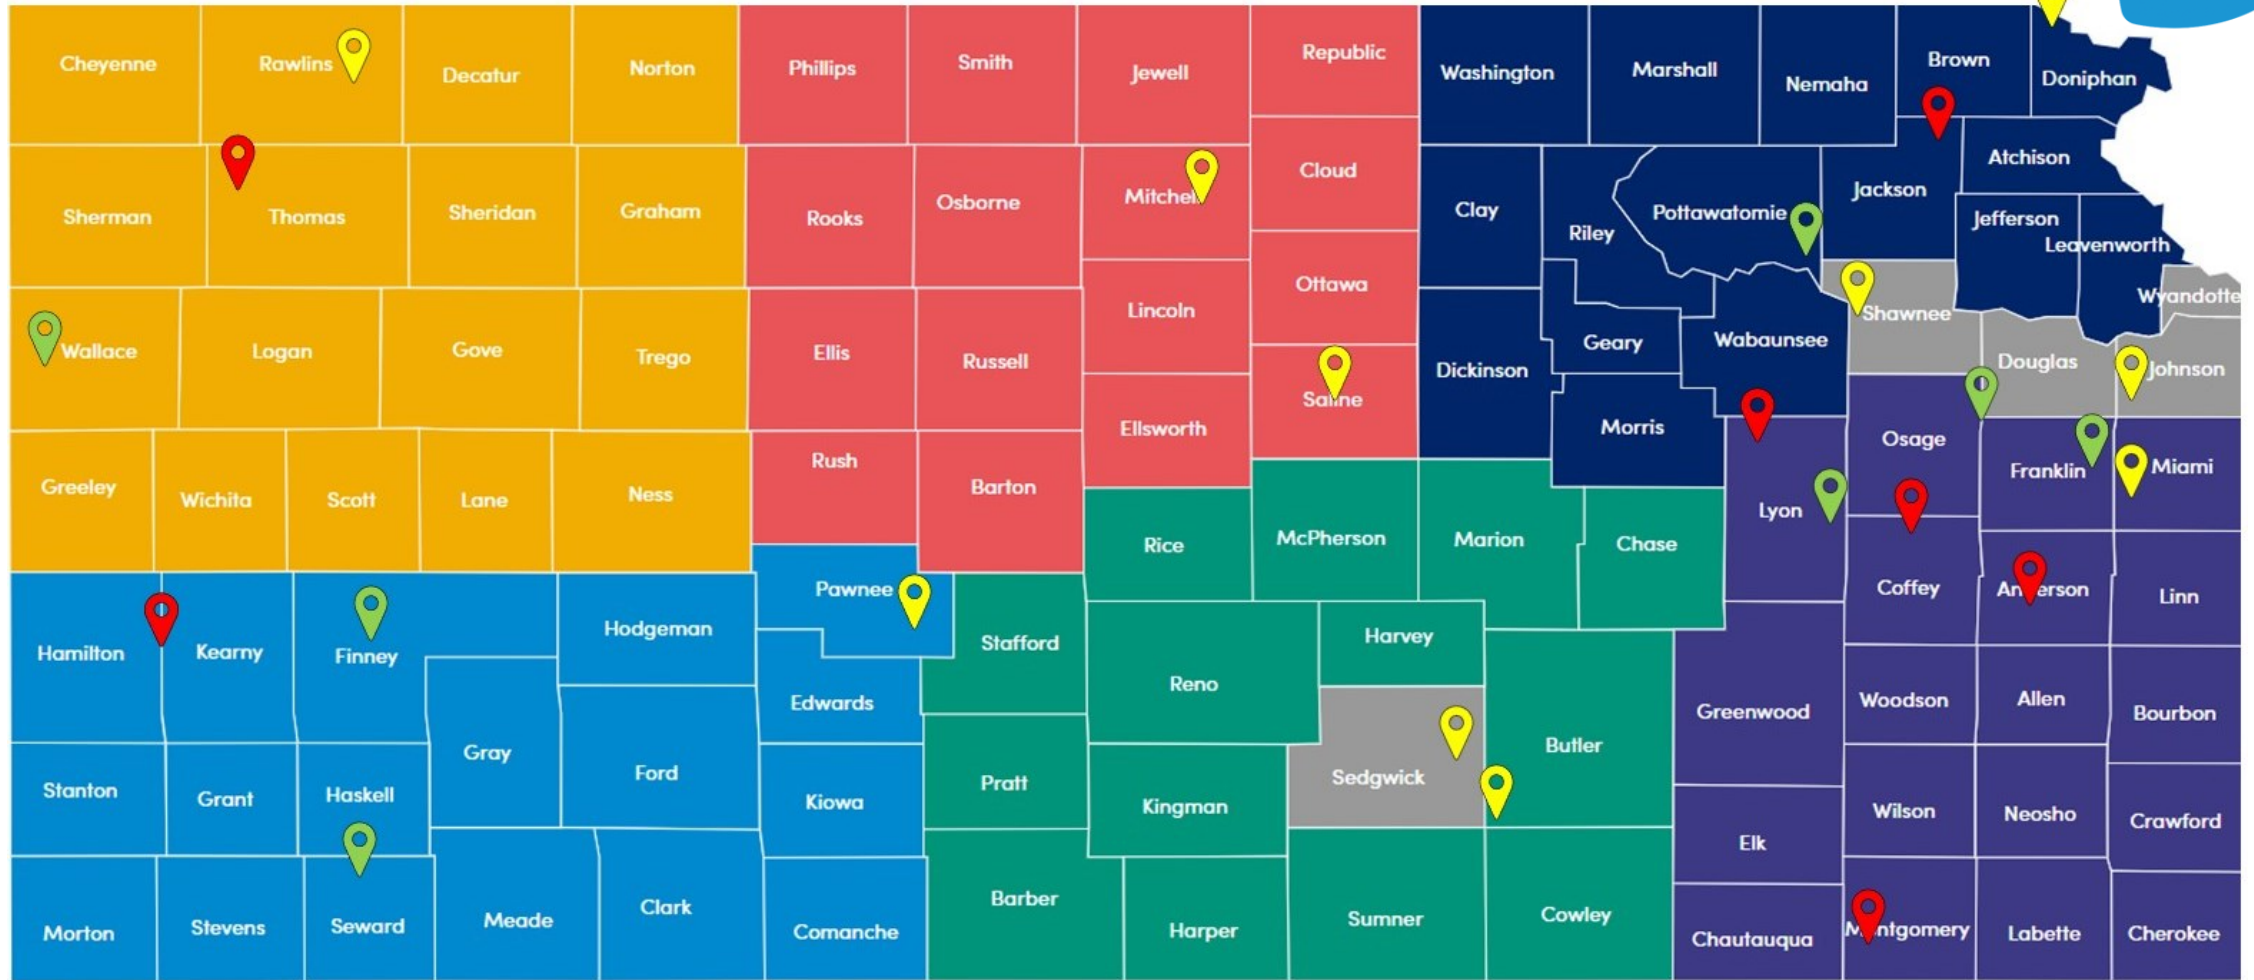 Cheyenne
Rawlins
Decatur
Norton
Phillips
Smith
Jewell
Republic
Washington
Marshall
Nemaha
Brown
Doniphan
Sherman
Thomas
Sheridan
Graham
Rooks
Osborne
Mitchell
Cloud
Clay
Riley
Pottawatomie
Jackson
Atchison
Jefferson
Leavenworth
Wyandotte
Wallace
Logan
Gove
Trego
Ellis
Russell
Lincoln
Ottawa
Dickinson
Geary
Wabaunsee
Shawnee
Douglas
Johnson
Greeley
Wichita
Scott
Lane
Ness
Rush
Barton
Ellsworth
Saline
Morris
Lyon
Osage
Franklin
Miami
Rice
McPherson
Marion
Chase
Coffey
Anderson
Linn
Hamilton
Kearny
Finney
Hodgeman
Pawnee
Stafford
Edwards
Reno
Harvey
Greenwood
Woodson
Allen
Bourbon
Stanton
Grant
Haskell
Gray
Ford
Kiowa
Pratt
Kingman
Sedgwick
Butler
Elk
Wilson
Neosho
Crawford
Morton
Stevens
Seward
Meade
Clark
Comanche
Barber
Harper
Sumner
Cowley
Chautauqua
Montgomery
Labette
Cherokee